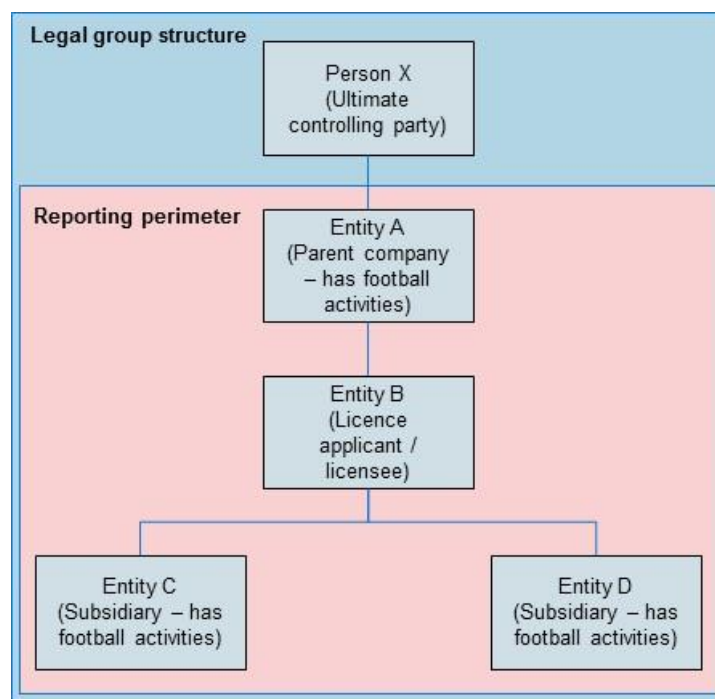 Legal group structure
Person X
(Ultimate
controlling party)
Reporting perimeter
Entity A
(Parent company
– has football
activities)
Entity B
(Licence
applicant /
licensee)
Entity C
(Subsidiary – has
football activities)
Entity D
(Subsidiary – has
football activities)